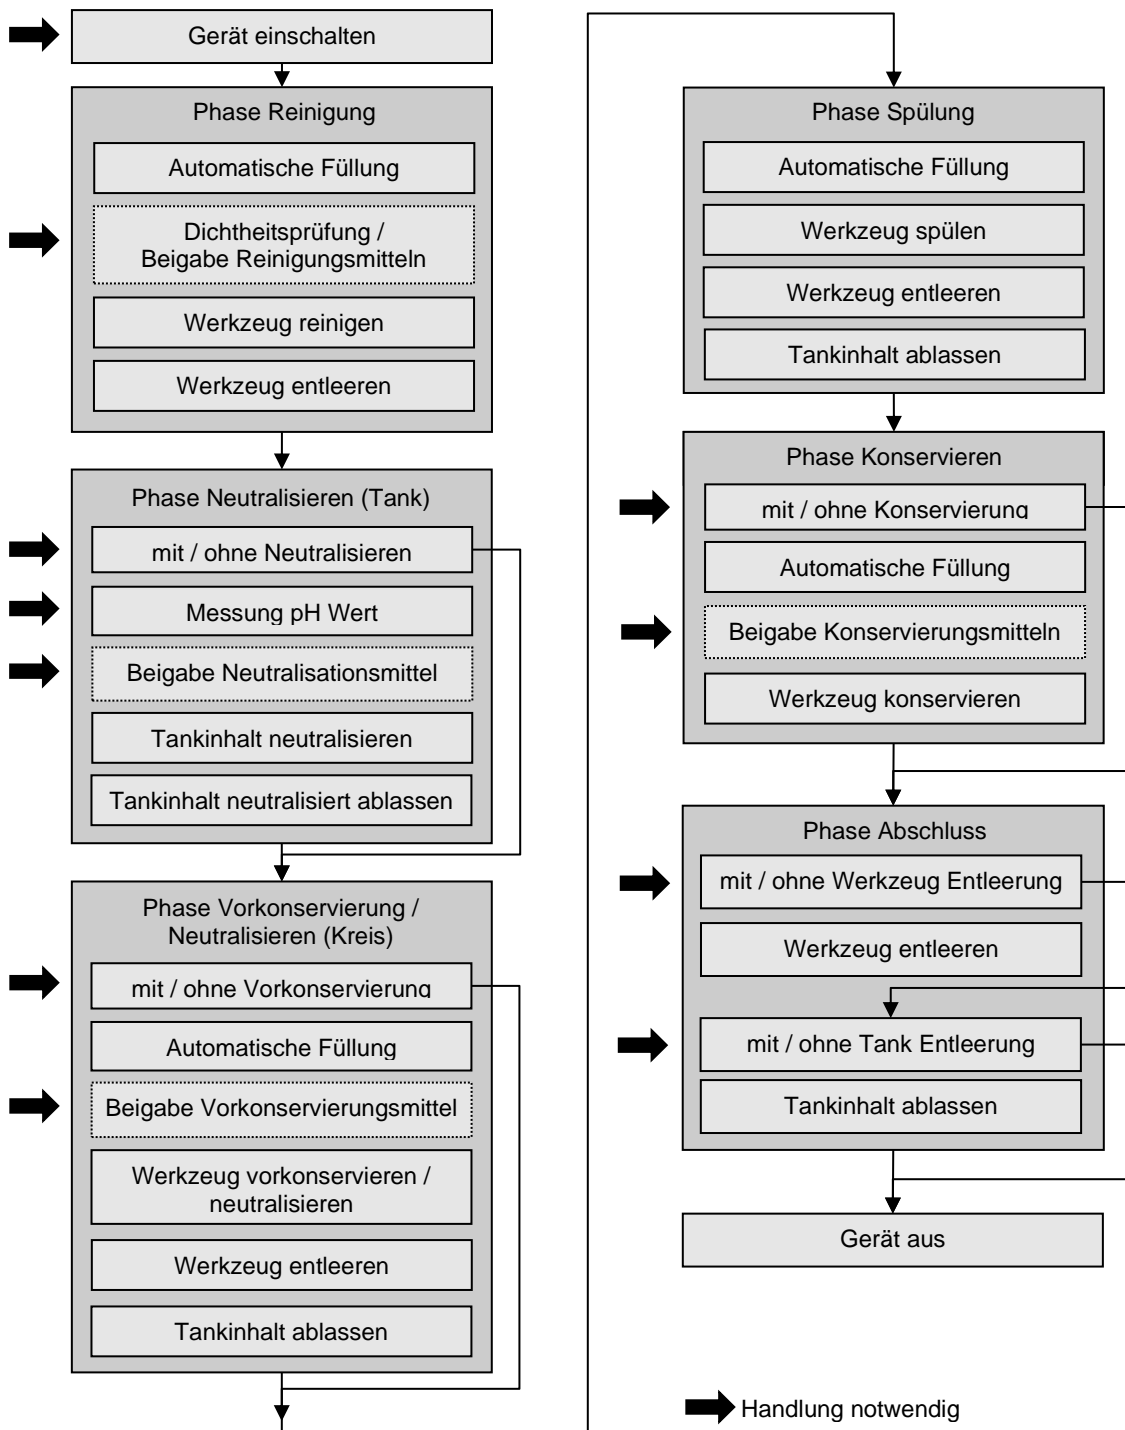 Gerät einschalten
Phase Reinigung
Automatische Füllung
Dichtheitsprüfung /
Beigabe Reinigungsmitteln
Werkzeug reinigen
Werkzeug entleeren
Phase Neutralisieren (Tank)
mit / ohne Neutralisieren
Messung pH Wert
Beigabe Neutralisationsmittel
Tankinhalt neutralisieren
Tankinhalt neutralisiert ablassen
Phase Vorkonservierung /
Neutralisieren (Kreis)
mit / ohne Vorkonservierung
Automatische Füllung
Beigabe Vorkonservierungsmittel
Werkzeug vorkonservieren /
neutralisieren
Werkzeug entleeren
Tankinhalt ablassen
Phase Spülung
Automatische Füllung
Werkzeug spülen
Werkzeug entleeren
Tankinhalt ablassen
Phase Konservieren
mit / ohne Konservierung
Automatische Füllung
Beigabe Konservierungsmitteln
Werkzeug konservieren
Phase Abschluss
mit / ohne Werkzeug Entleerung
Werkzeug entleeren
mit / ohne Tank Entleerung
Tankinhalt ablassen
Gerät aus
Handlung notwendig